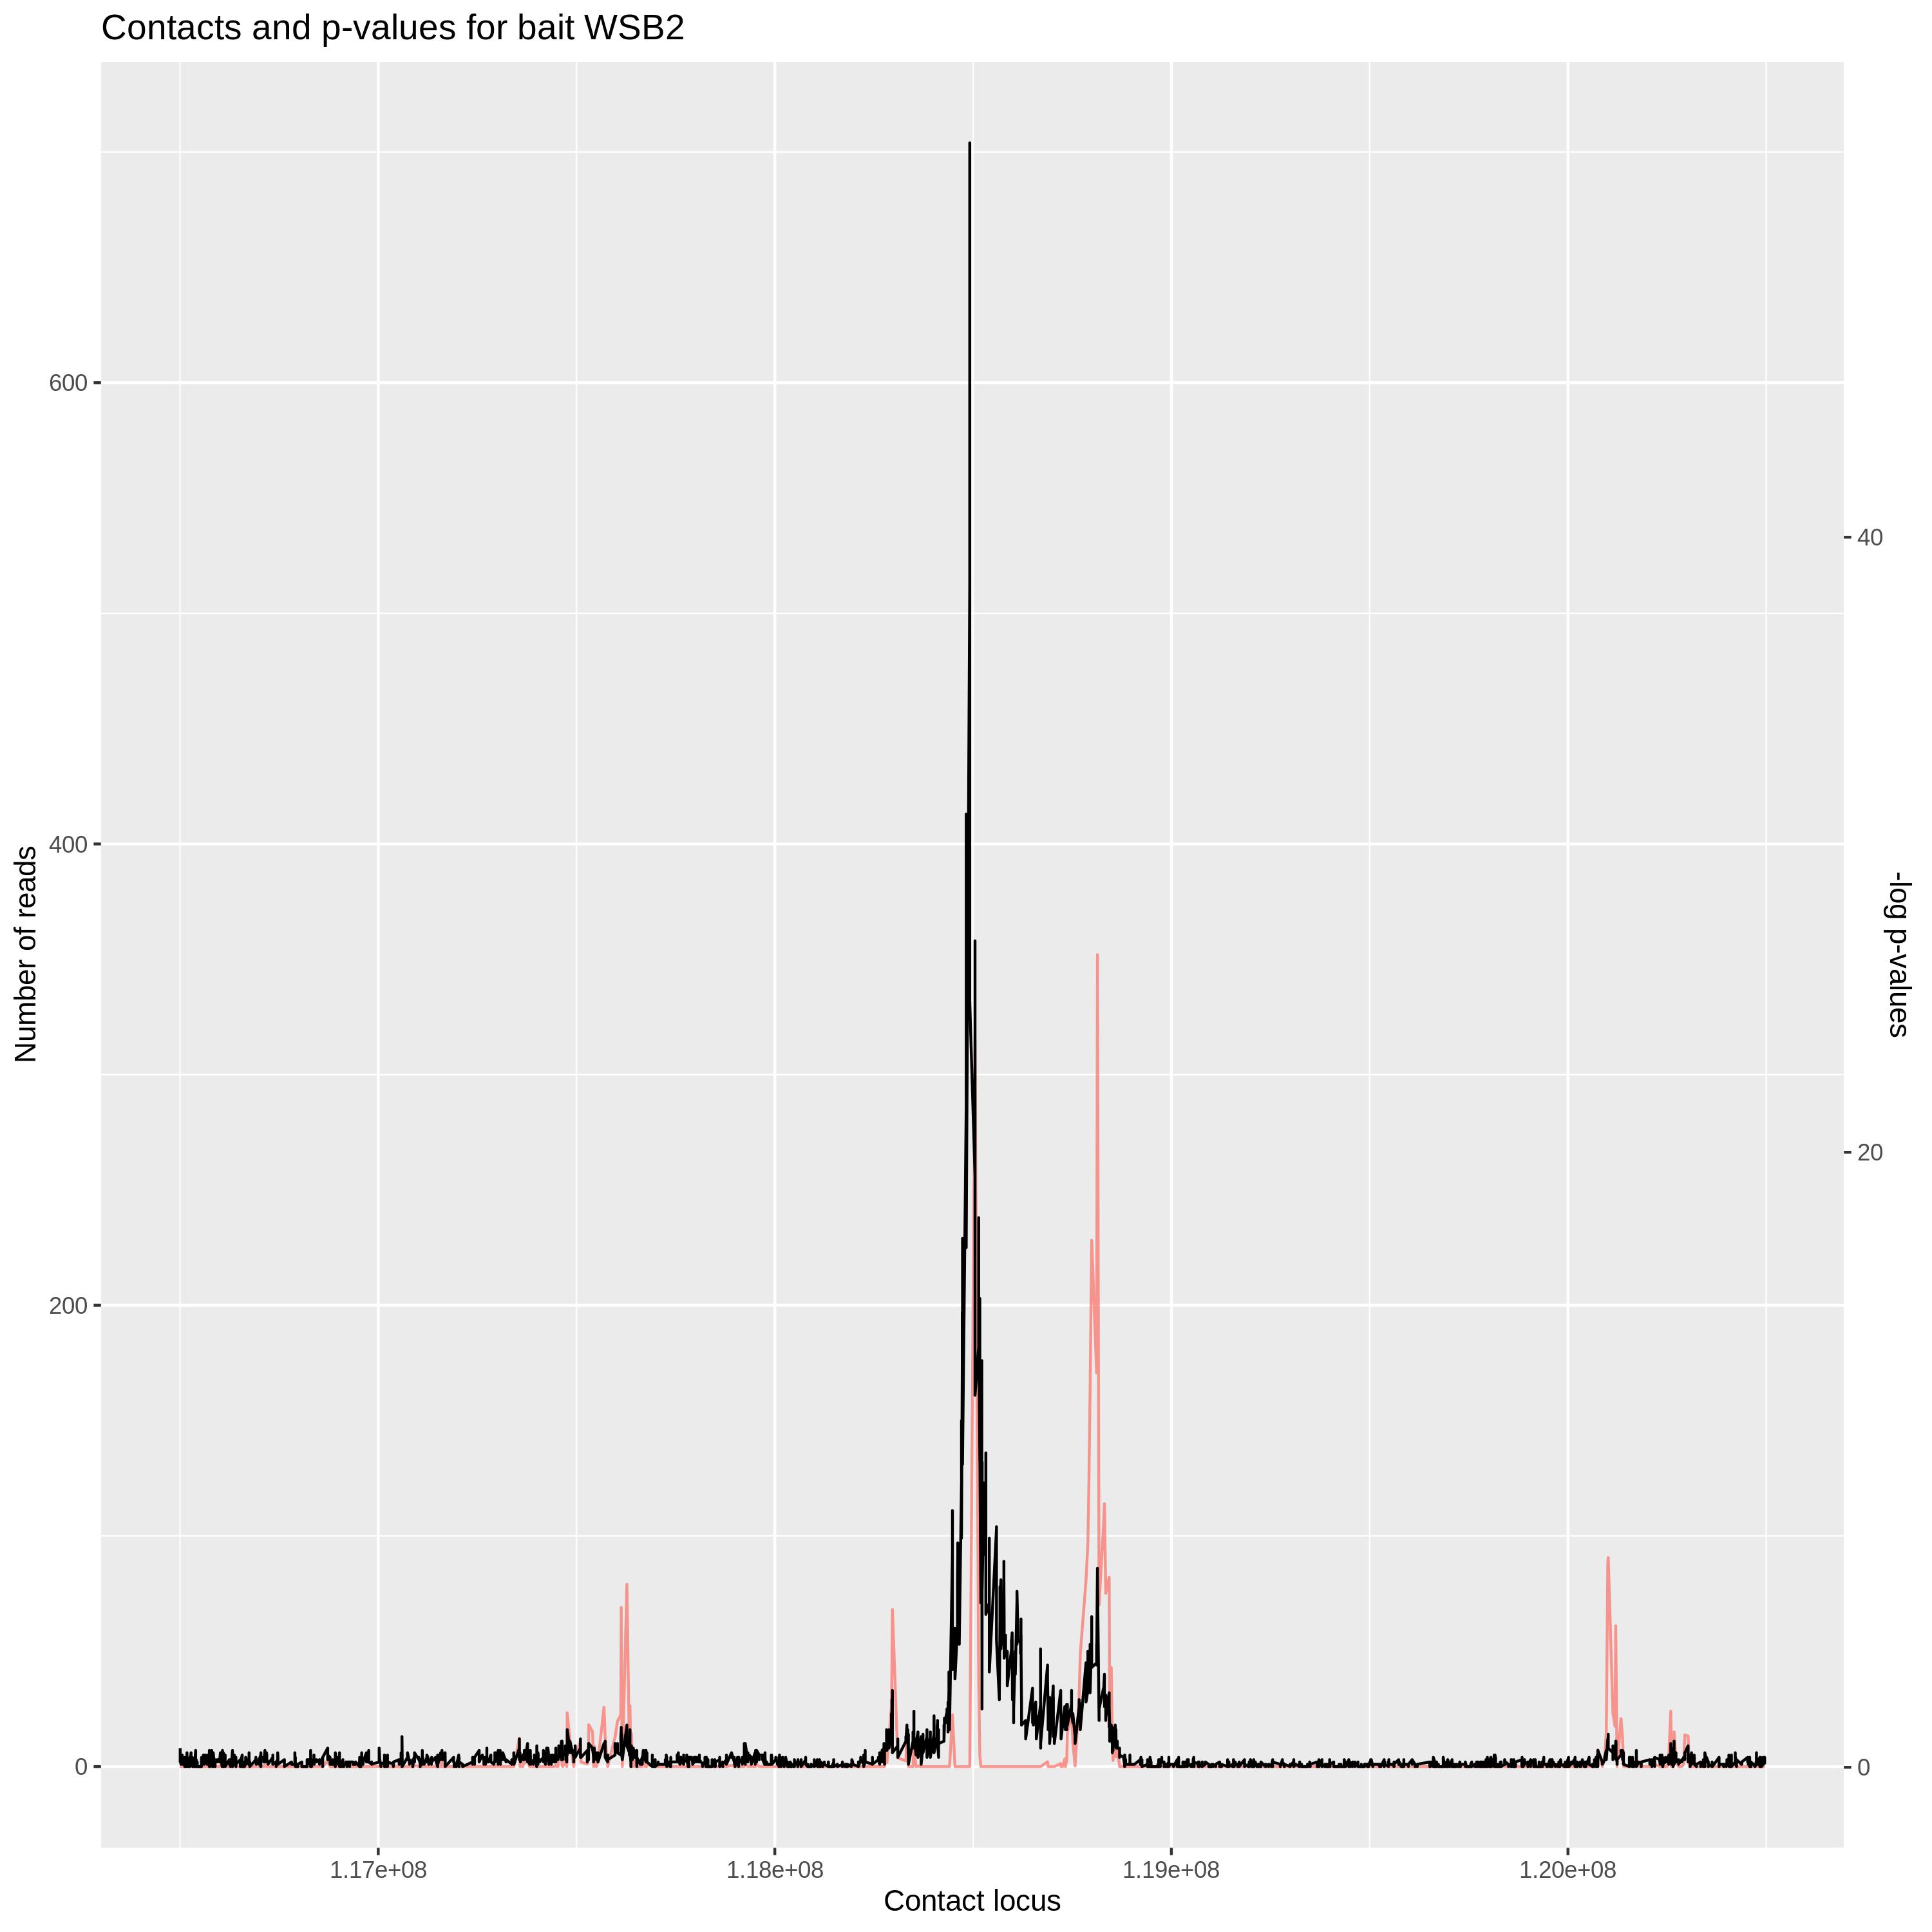 Contacts and p-values for bait WSB2
600
400
200
0
Number of reads
40
20
0
-log p-values
1.17e+08
1.18e+08
1.19e+08
1.20e+08
Contact locus